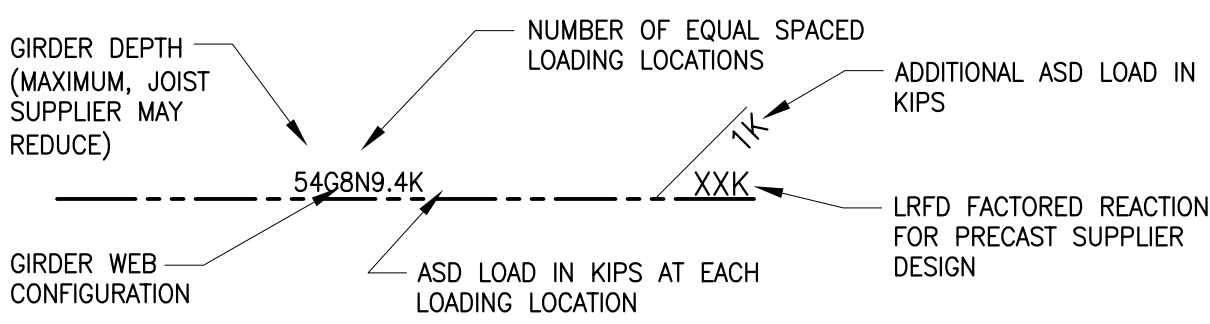 GIRDER DEPTH
(MAXIMUM, JOIST
SUPPLIER MAY
REDUCE)
NUMBER OF EQUAL SPACED
LOADING LOCATIONS
ADDITIONAL ASD LOAD IN
KIPS
1K
54G8N9.4K
XXK
LRFD FACTORED REACTION
FOR PRECAST SUPPLIER
DESIGN
GIRDER WEB
CONFIGURATION
ASD LOAD IN KIPS AT EACH
LOADING LOCATION